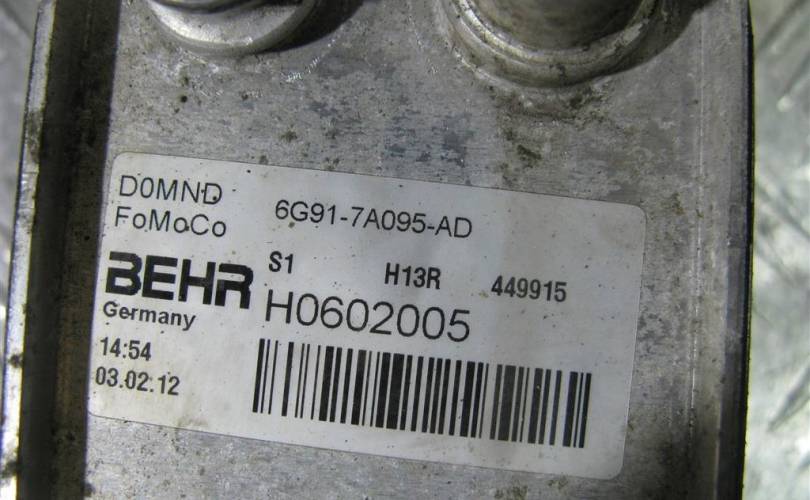 D0MND
FoMoCo 6G91-7A095-AD
BEHR S1 H13R 449915
Germany H0602005
14:54
03.02.12